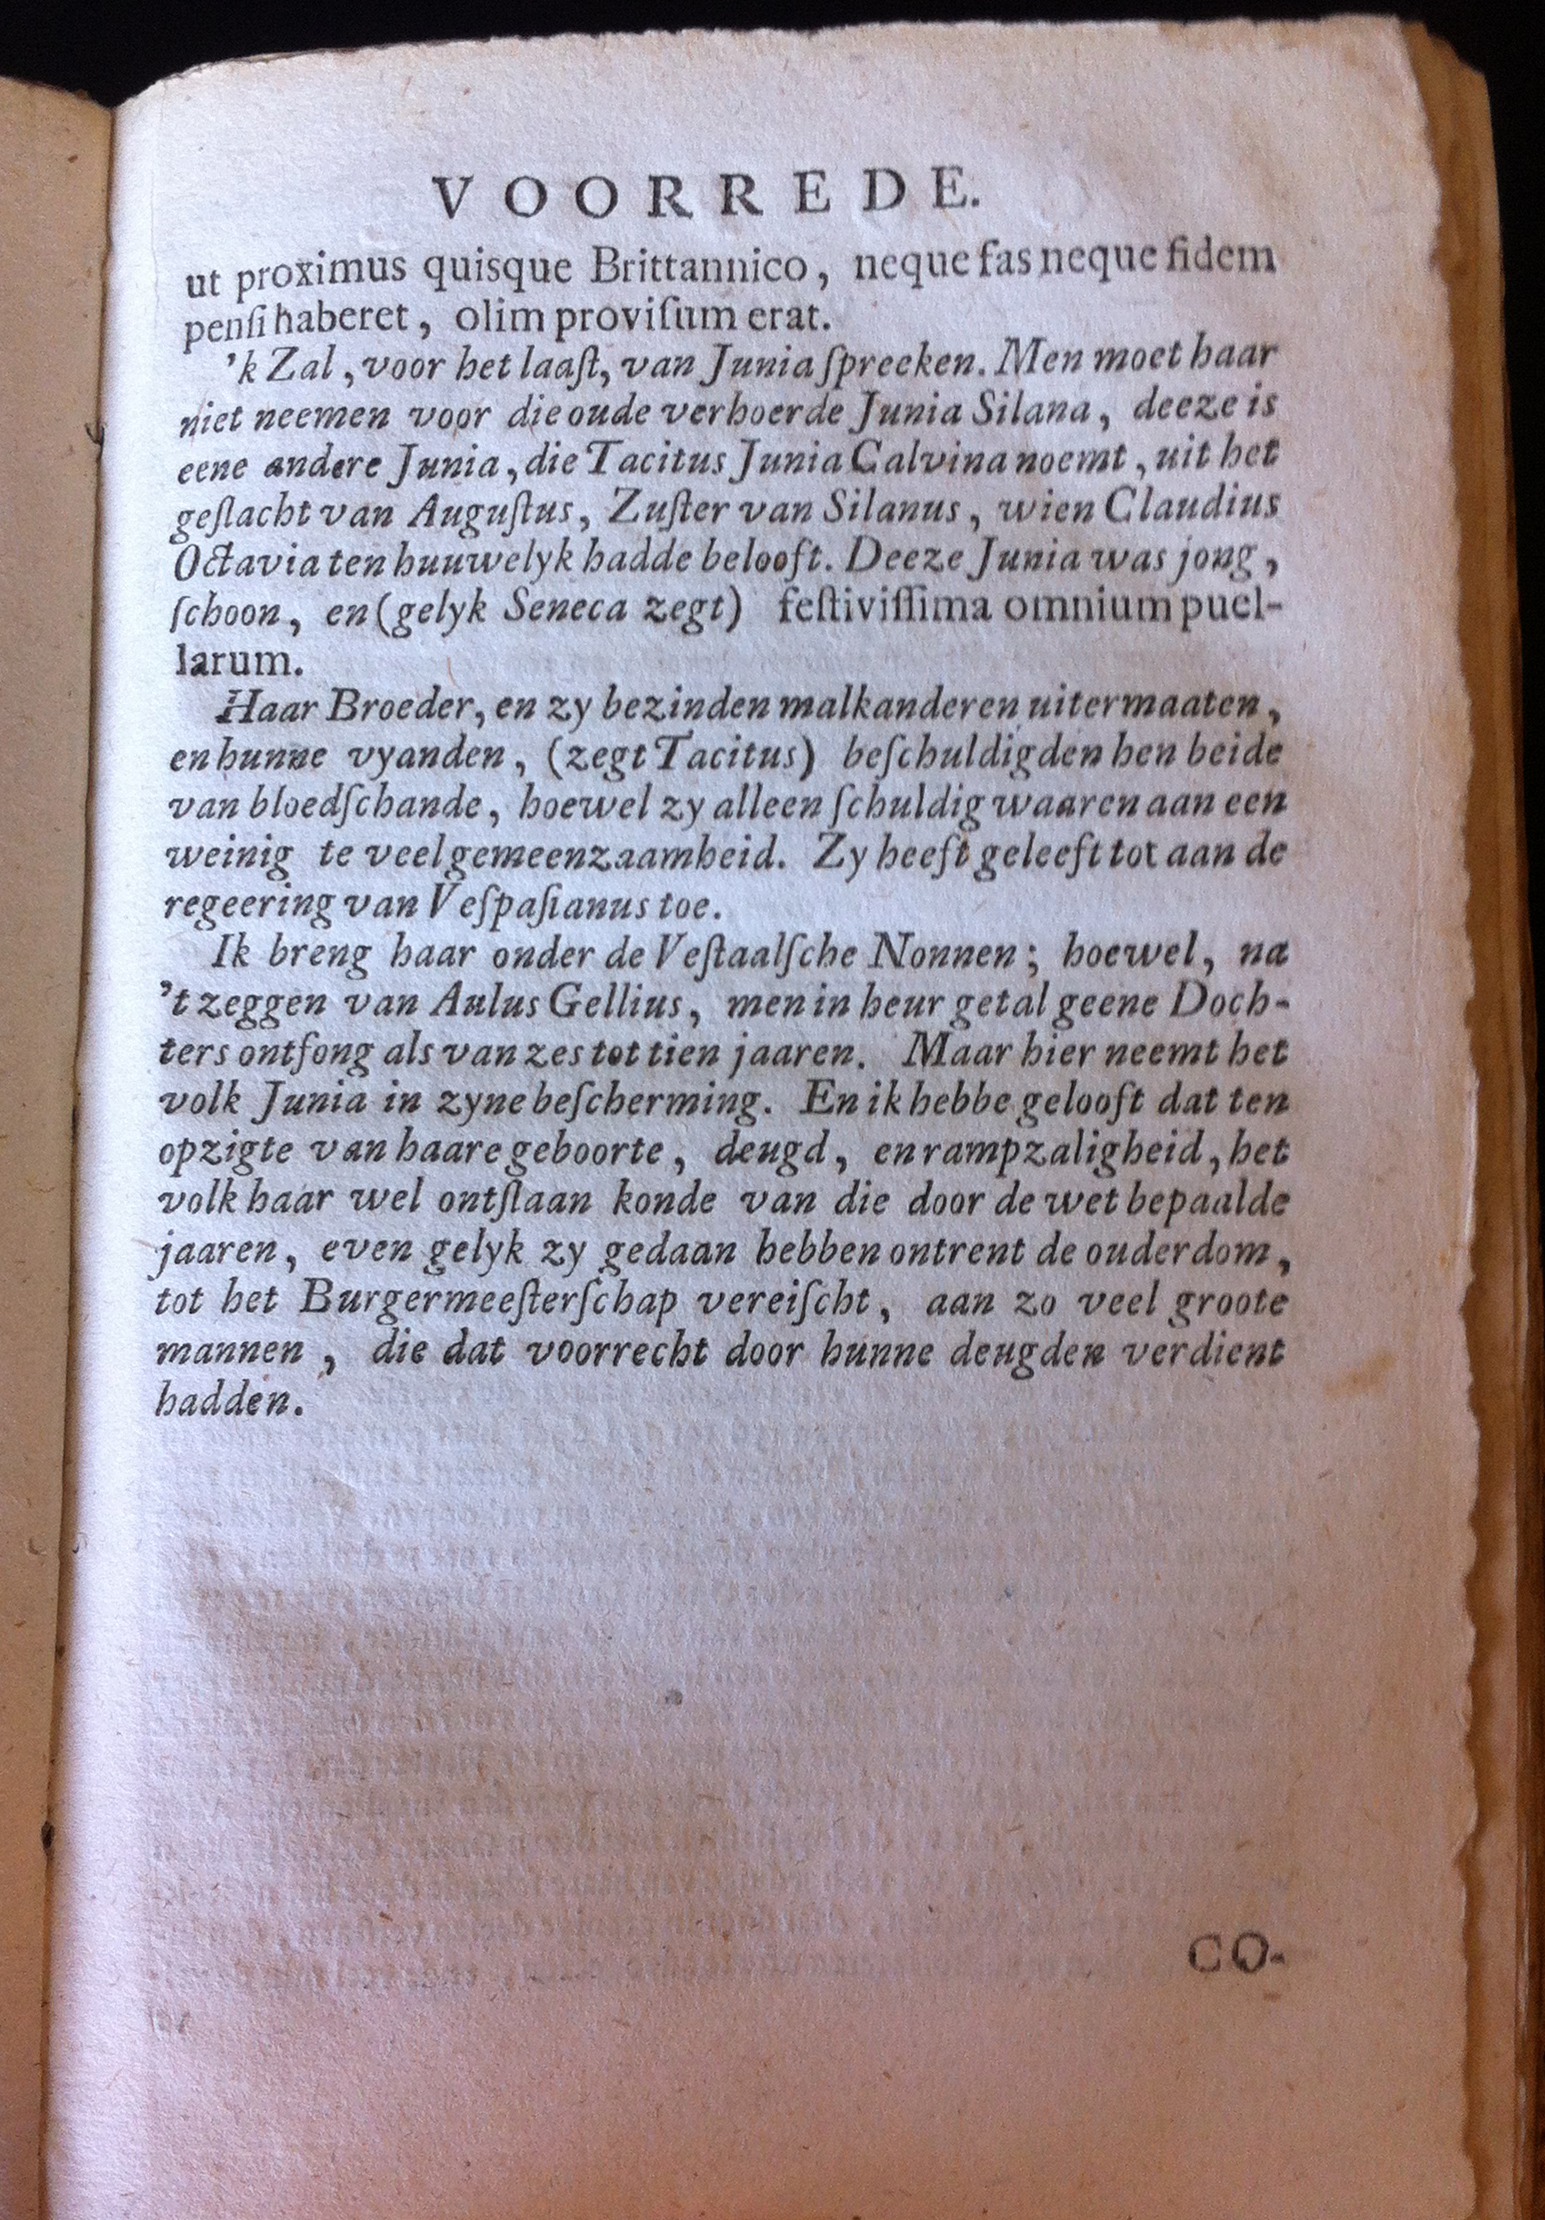 VOORREDE.
ut proximus quisque Brittannico, neque fas neque fidem
penſi haberet, olim proviſum erat.
'k Zal, voor het laaſt, van Junia ſpreeken. Men moet haar
niet neemen voor die oude verhoerde Junia Silana, deeze is
eene andere Junia, die Tacitus Junia Calvina noemt, uit het
geſlacht van Auguſtus, Zuſter van Silanus, wien Claudius
Octavia ten huuwelyk hadde belooft. Deeze Junia was jong,
ſchoon, en (gelyk Seneca zegt) feſtiviſſima omnium puel-
larum.
Haar Broeder, en zy bezinden malkanderen uitermaaten,
en hunne vyanden, (zegt Tacitus) beſchuldigden hen beide
van bloedſchande, hoewel zy alleen ſchuldig waaren aan een
weinig te veel gemeenzaamheid. Zy heeft geleeft tot aan de
regeering van Veſpaſianus toe.
Ik breng haar onder de Veſtaalſche Nonnen; hoewel, na
't zeggen van Aulus Gellius, men in heur getal geene Doch-
ters ontfong als van zes tot tien jaaren. Maar hier neemt het
volk Junia in zyne beſcherming. En ik hebbe gelooft dat ten
opzigte van haare geboorte, deugd, en rampzaligheid, het
volk haar wel ontſlaan konde van die door de wet bepaalde
jaaren, even gelyk zy gedaan hebben ontrent de ouderdom,
tot het Burgermeeſterſchap vereiſcht, aan zo veel groote
mannen, die dat voorrecht door hunne deugden verdient
hadden.
CO-